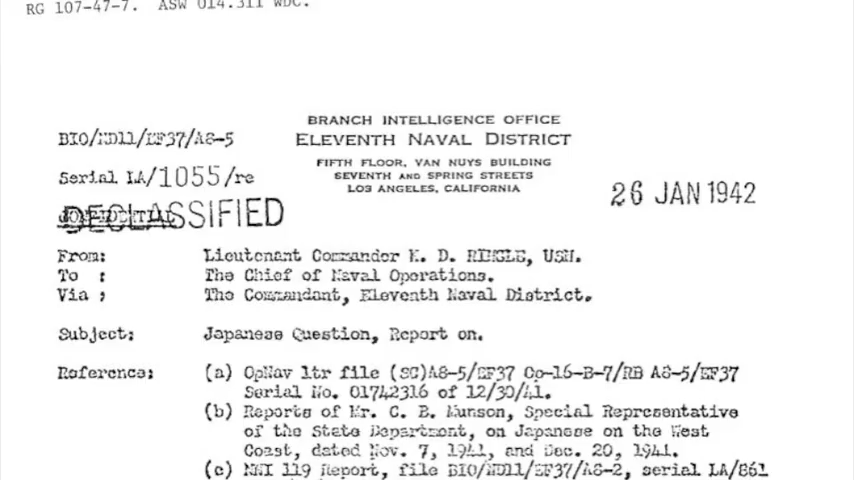 RG 107-47-7. ASW 014.311 WDC.
BRANCH INTELLIGENCE OFFICE
ELEVENTH NAVAL DISTRICT
FIFTH FLOOR, VAN NUYS BUILDING
SEVENTH AND SPRING STREETS
LOS ANGELES, CALIFORNIA
BIO/ND11/EF37/A8-5
Serial LA/1055/re
26 JAN 1942
CONFIDENTIAL
DECLASSIFIED
From: Lieutenant Commander K. D. RINGLE, USN.
To : The Chief of Naval Operations.
Via : The Commandant, Eleventh Naval District.
Subject: Japanese Question, Report on.
Reference: (a) OpNav ltr file (SC)A8-5/EF37 Op-16-B-7/RB A8-5/EF37
Serial No. 01742316 of 12/30/41.
(b) Reports of Mr. C. B. Munson, Special Representative
of the State Department, on Japanese on the West
Coast, dated Nov. 7, 1941, and Dec. 20, 1941.
(c) NNI 119 Report, file BIO/ND11/EF37/A8-2, serial LA/861